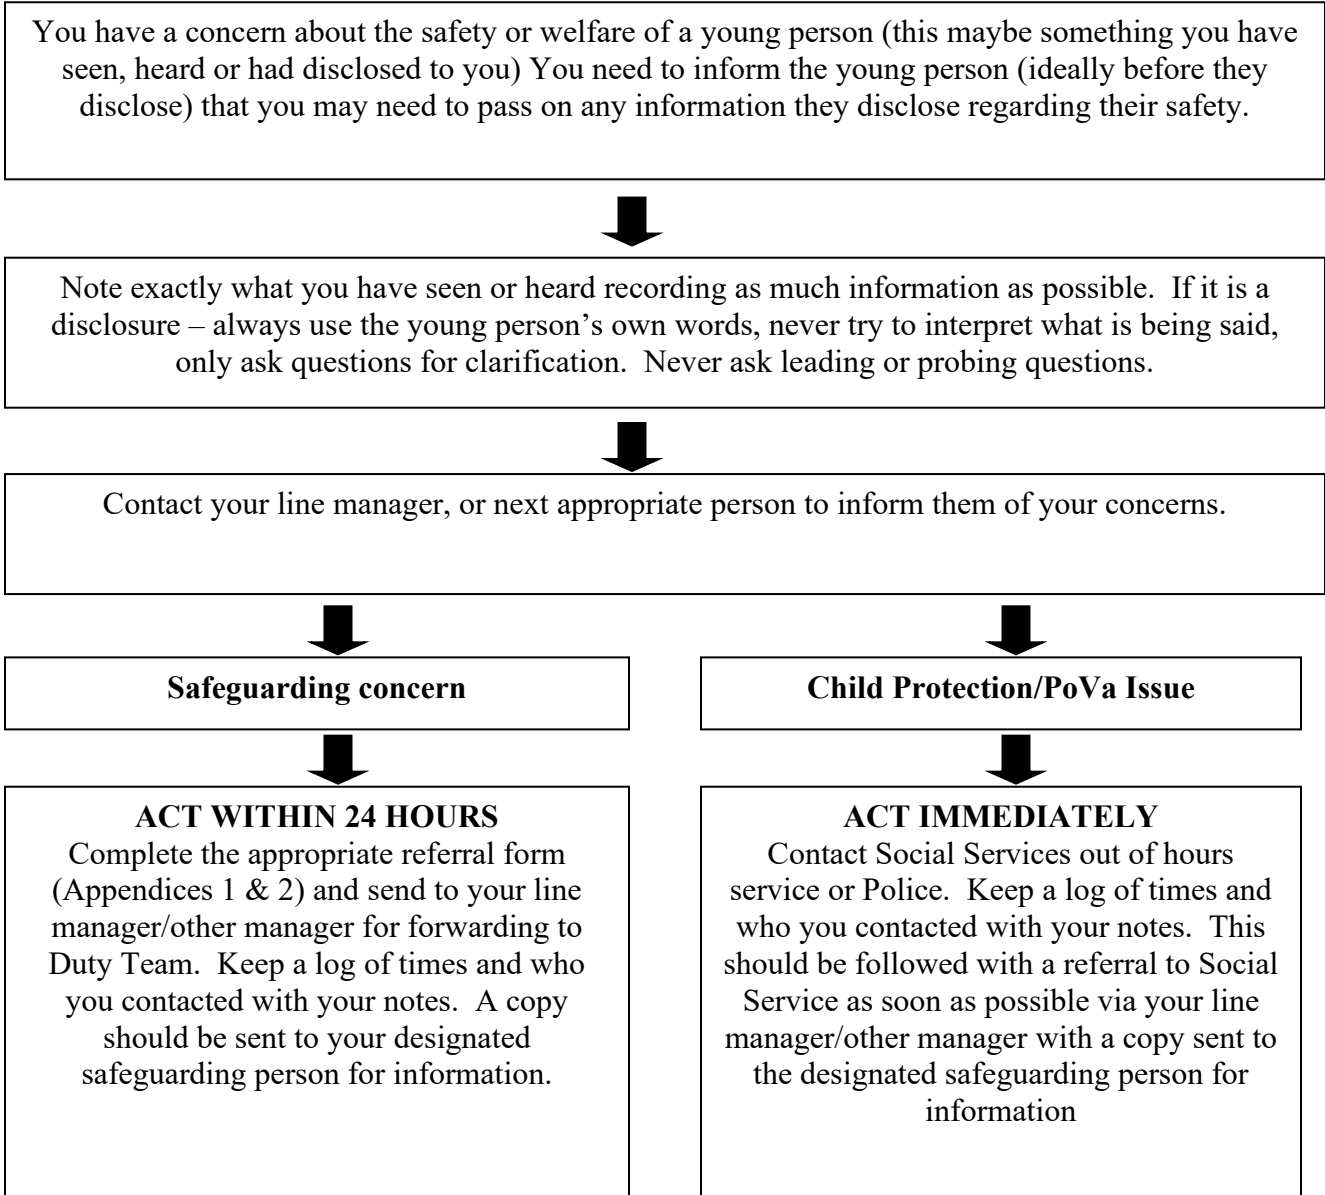 You have a concern about the safety or welfare of a young person (this maybe something you have
seen, heard or had disclosed to you) You need to inform the young person (ideally before they
disclose) that you may need to pass on any information they disclose regarding their safety.
Note exactly what you have seen or heard recording as much information as possible.  If it is a
disclosure – always use the young person’s own words, never try to interpret what is being said,
only ask questions for clarification.  Never ask leading or probing questions.
Contact your line manager, or next appropriate person to inform them of your concerns.
Safeguarding concern
ACT WITHIN 24 HOURS
Complete the appropriate referral form
(Appendices 1 & 2) and send to your line
manager/other manager for forwarding to
Duty Team.  Keep a log of times and who
you contacted with your notes.  A copy
should be sent to your designated
safeguarding person for information.
Child Protection/PoVa Issue
ACT IMMEDIATELY
Contact Social Services out of hours
service or Police.  Keep a log of times and
who you contacted with your notes.  This
should be followed with a referral to Social
Service as soon as possible via your line
manager/other manager with a copy sent to
the designated safeguarding person for
information